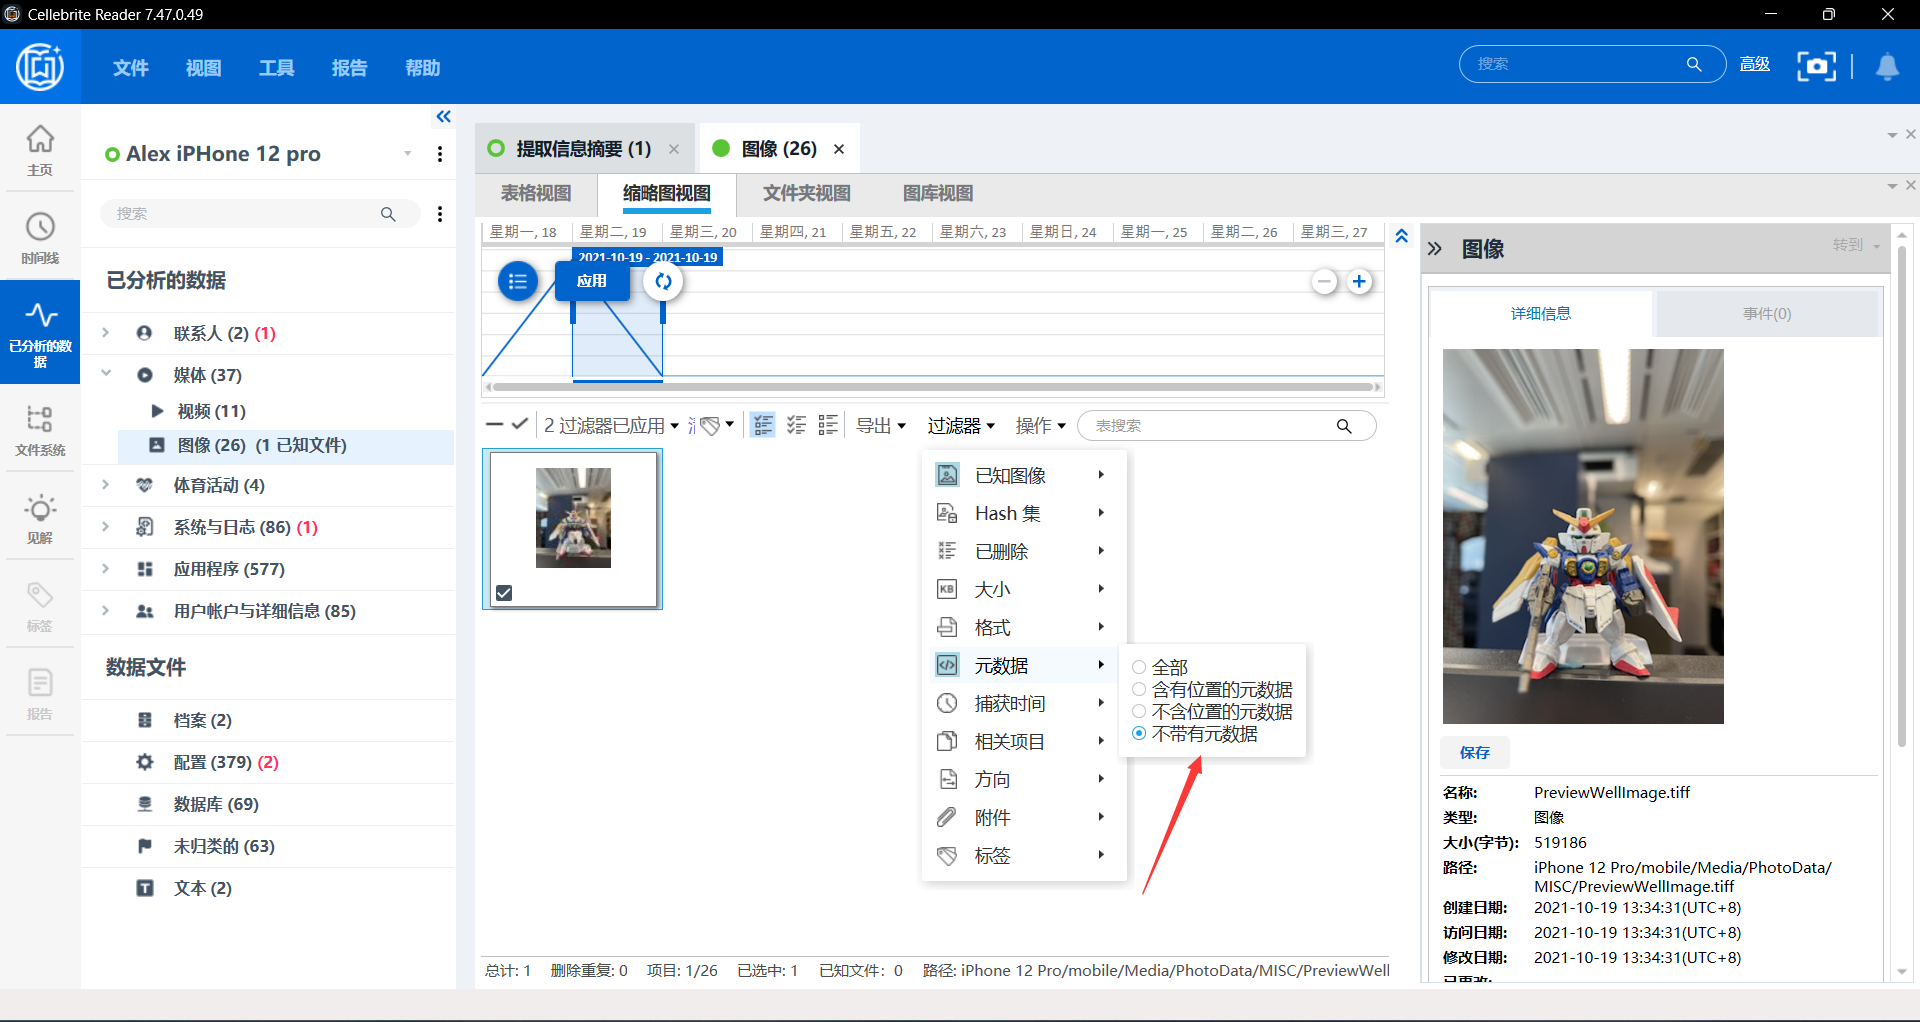 Cellebrite Reader 7.47.0.49
文件 视图 工具 报告 帮助
搜索
高级
主页
时间线
已分析的数据
文件系统
见解
标签
报告
Alex iPHone 12 pro
搜索
已分析的数据
联系人 (2) (1)
媒体 (37)
视频 (11)
图像 (26) (1 已知文件)
体育活动 (4)
系统与日志 (86) (1)
应用程序 (577)
用户帐户与详细信息 (85)
数据文件
档案 (2)
配置 (379) (2)
数据库 (69)
未归类的 (63)
文本 (2)
提取信息摘要 (1) 图像 (26)
表格视图 缩略图视图 文件夹视图 图库视图
星期一, 18 星期二, 19 星期三, 20 星期四, 21 星期五, 22 星期六, 23 星期日, 24 星期一, 25 星期二, 26 星期三, 27
2021-10-19 - 2021-10-19
应用
2 过滤器已应用 导出 过滤器 操作 表搜索
已知图像
Hash 集
已删除
KB 大小
格式
元数据
捕获时间
相关项目
方向
附件
标签
全部
含有位置的元数据
不含位置的元数据
不带有元数据
总计: 1 删除重复: 0 项目: 1/26 已选中: 1 已知文件: 0 路径: iPhone 12 Pro/mobile/Media/PhotoData/MISC/PreviewWell
图像 转到
详细信息 事件(0)
保存
名称: PreviewWellImage.tiff
类型: 图像
大小(字节): 519186
路径: iPhone 12 Pro/mobile/Media/PhotoData/
MISC/PreviewWellImage.tiff
创建日期: 2021-10-19 13:34:31(UTC+8)
访问日期: 2021-10-19 13:34:31(UTC+8)
修改日期: 2021-10-19 13:34:31(UTC+8)